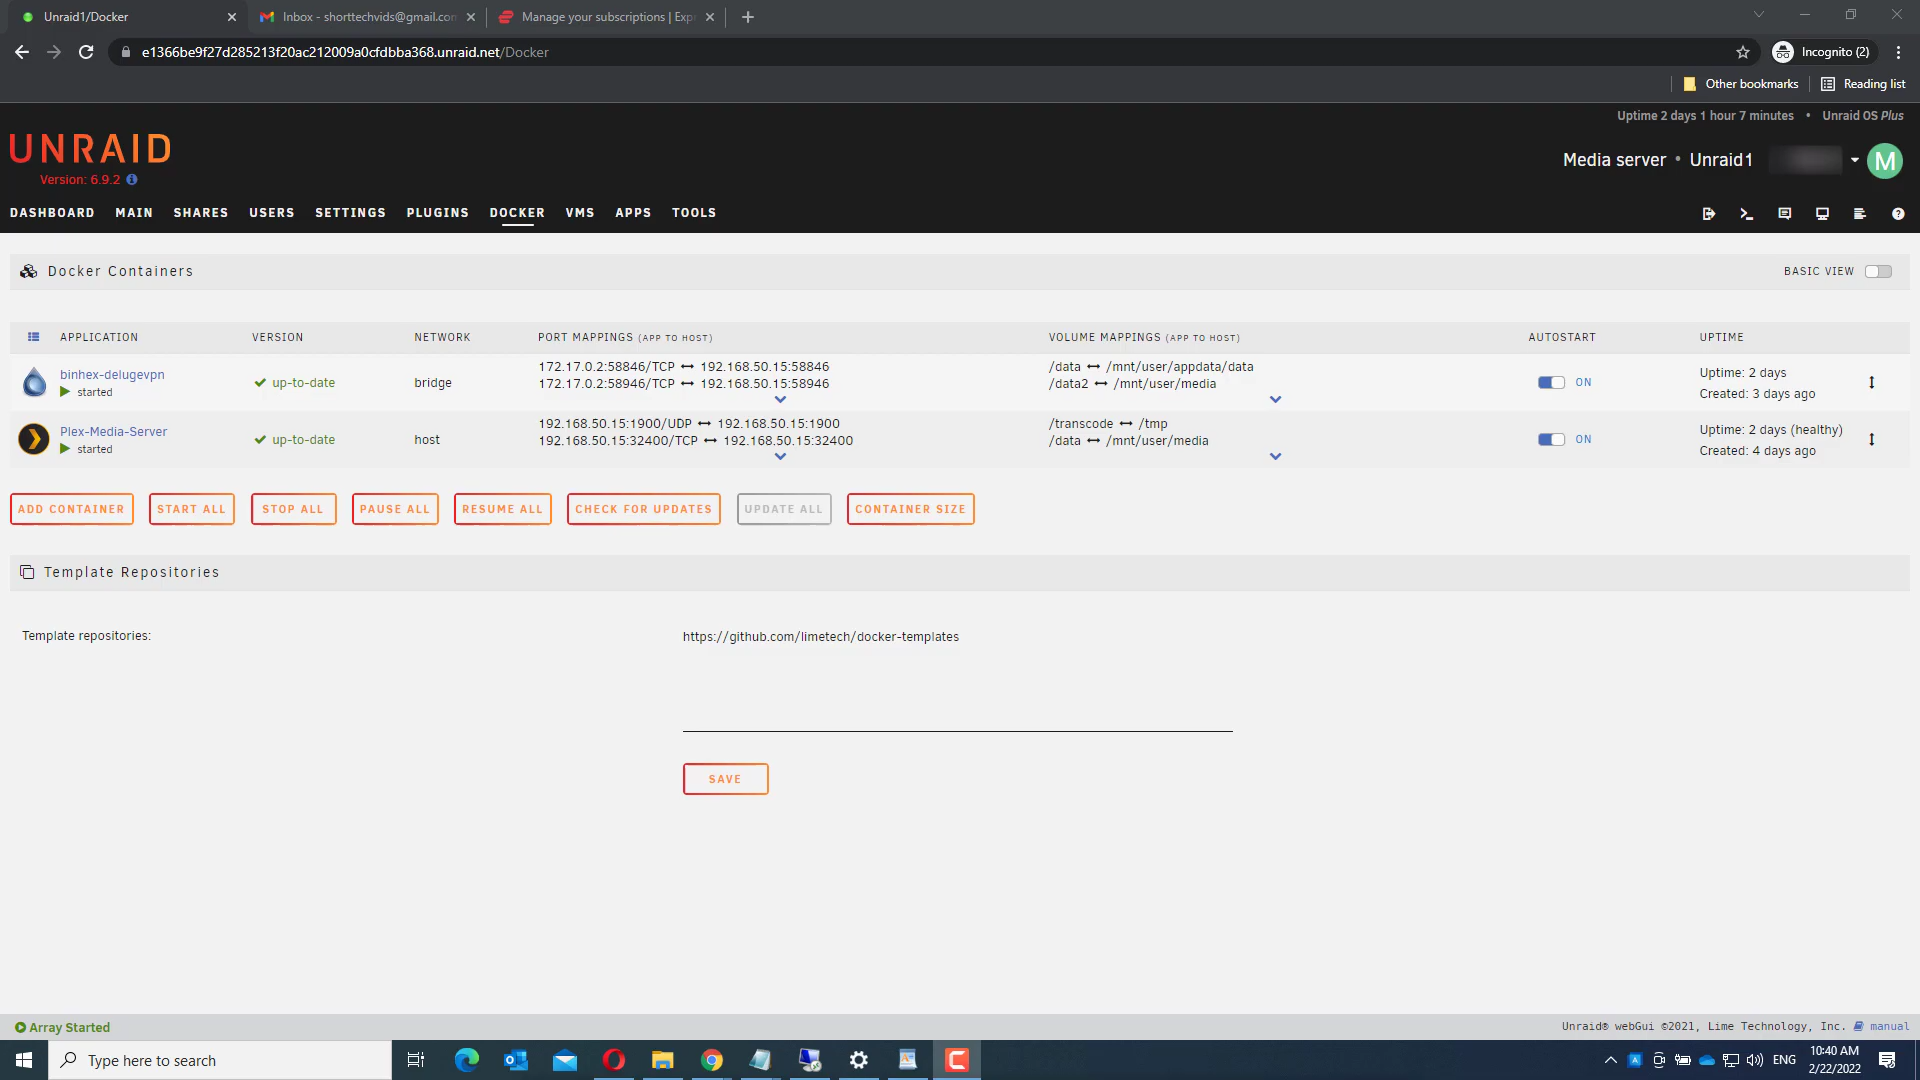 Unraid1/Docker
Inbox - shorttechvids@gmail.com
Manage your subscriptions | Exp
e1366be9f27d285213f20ac212009a0cfdbba368.unraid.net/Docker
Incognito (2)
Other bookmarks
Reading list
Uptime 2 days 1 hour 7 minutes • Unraid OS Plus
UNRAID
Version: 6.9.2
Media server • Unraid1
M
DASHBOARD MAIN SHARES USERS SETTINGS PLUGINS DOCKER VMS APPS TOOLS
Docker Containers
BASIC VIEW
APPLICATION VERSION NETWORK PORT MAPPINGS (APP TO HOST) VOLUME MAPPINGS (APP TO HOST) AUTOSTART UPTIME
binhex-delugevpn
started
up-to-date
bridge
172.17.0.2:58846/TCP ↔ 192.168.50.15:58846
172.17.0.2:58946/TCP ↔ 192.168.50.15:58946
/data ↔ /mnt/user/appdata/data
/data2 ↔ /mnt/user/media
ON
Uptime: 2 days
Created: 3 days ago
Plex-Media-Server
started
up-to-date
host
192.168.50.15:1900/UDP ↔ 192.168.50.15:1900
192.168.50.15:32400/TCP ↔ 192.168.50.15:32400
/transcode ↔ /tmp
/data ↔ /mnt/user/media
ON
Uptime: 2 days (healthy)
Created: 4 days ago
ADD CONTAINER START ALL STOP ALL PAUSE ALL RESUME ALL CHECK FOR UPDATES UPDATE ALL CONTAINER SIZE
Template Repositories
Template repositories:
https://github.com/limetech/docker-templates
SAVE
Array Started
Unraid® webGui ©2021, Lime Technology, Inc. manual
Type here to search
ENG
10:40 AM
2/22/2022